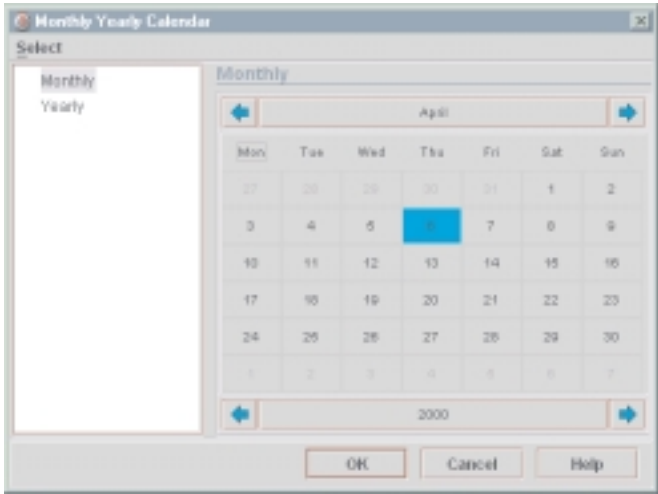 Monthly Yearly Calendar
Select
Monthly
Yearly
Monthly
April
Mon Tue Wed Thu Fri Sat Sun
27 28 29 30 31 1 2
3 4 5 6 7 8 9
10 11 12 13 14 15 16
17 18 19 20 21 22 23
24 25 26 27 28 29 30
1 2 3 4 5 6 7
2000
OK Cancel Help